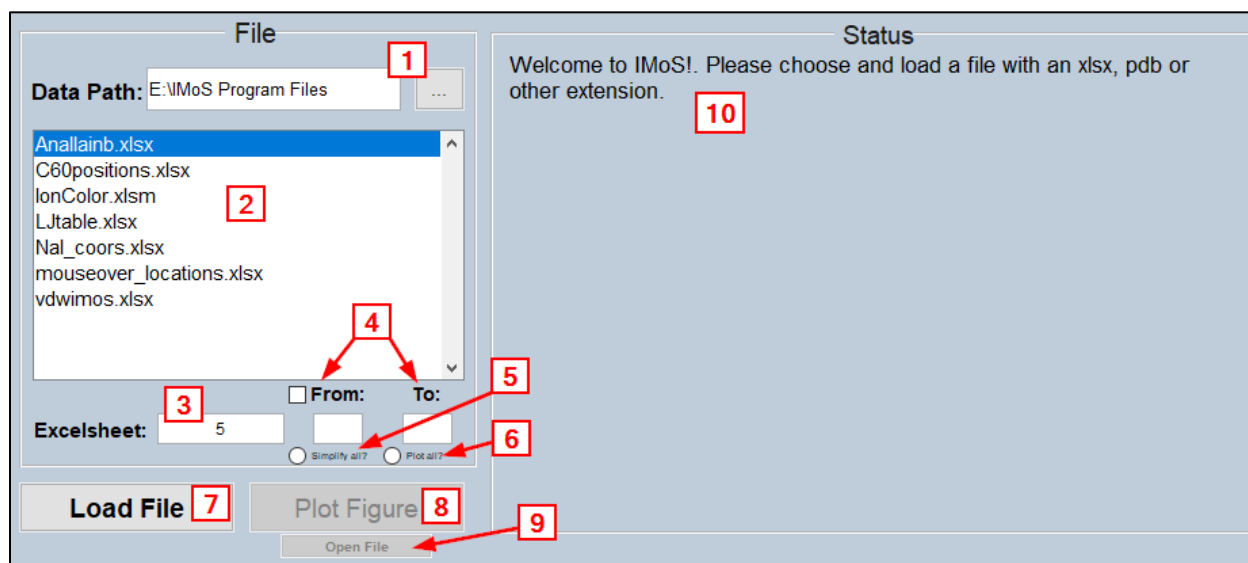 File
1
Data Path: E:\IMoS Program Files ...
Anallainb.xlsx
C60positions.xlsx
IonColor.xlsm
2
LJtable.xlsx
Nal_coors.xlsx
mouseover_locations.xlsx
vdwimos.xlsx
4
From: To:
5
3
Excelsheet: 5
6
Simplify all? Plot all?
Load File 7 Plot Figure 8
9
Open File
Status
Welcome to IMoS!. Please choose and load a file with an xlsx, pdb or
other extension.
10